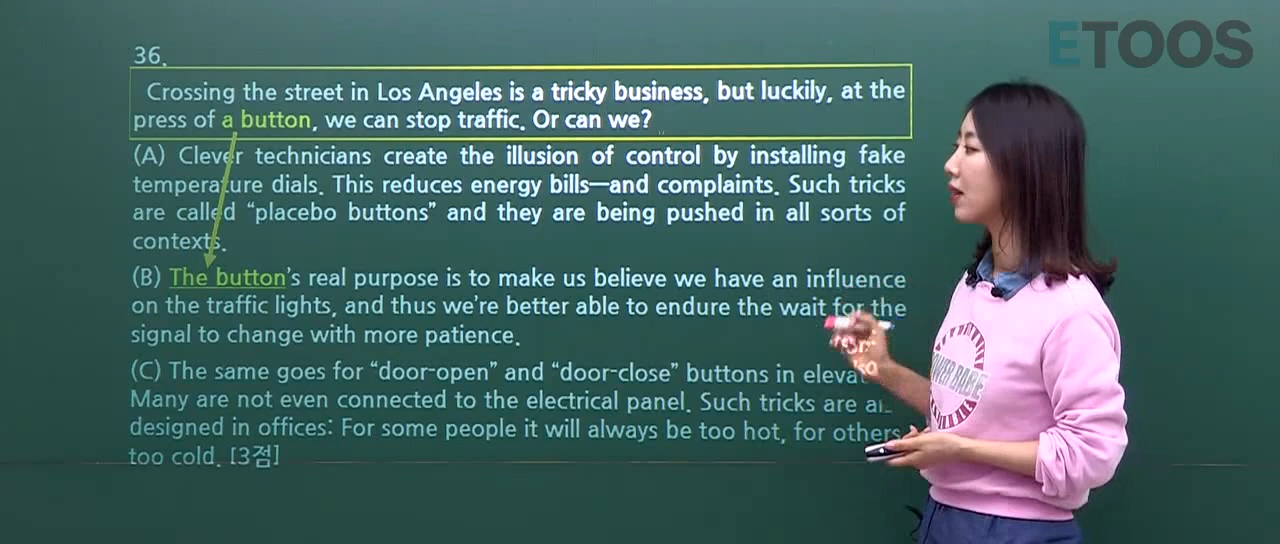 ETOOS
36.
Crossing the street in Los Angeles is a tricky business, but luckily, at the
press of a button, we can stop traffic. Or can we?
(A) Clever technicians create the illusion of control by installing fake
temperature dials. This reduces energy bills—and complaints. Such tricks
are called “placebo buttons” and they are being pushed in all sorts of
contexts.
(B) The button’s real purpose is to make us believe we have an influence
on the traffic lights, and thus we’re better able to endure the wait for the
signal to change with more patience.
(C) The same goes for “door-open” and “door-close” buttons in
Many are not even connected to the electrical panel. Such tricks are
designed in offices: For some people it will always be too hot, for others
too cold. [3점]